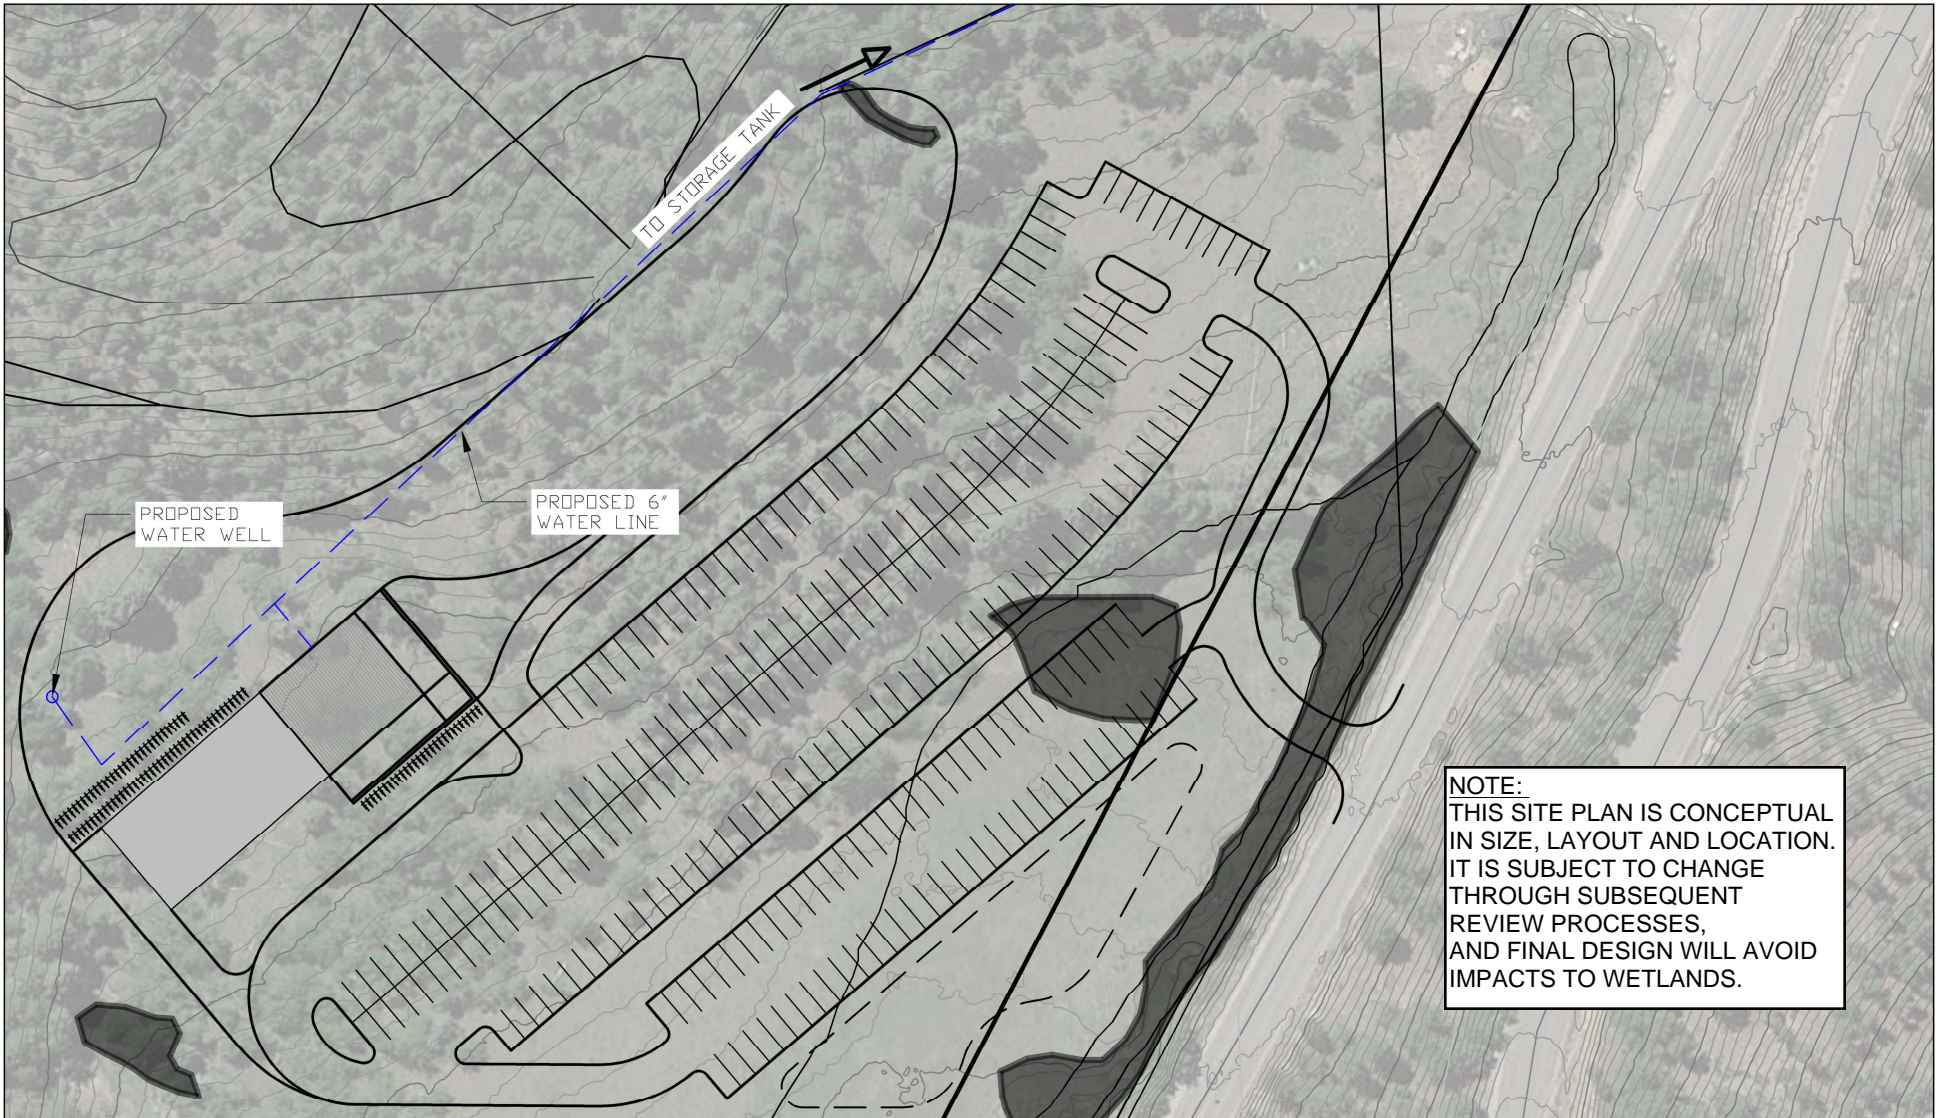 TO STORAGE TANK
PROPOSED
WATER WELL
PROPOSED 6"
WATER LINE
NOTE:
THIS SITE PLAN IS CONCEPTUAL
IN SIZE, LAYOUT AND LOCATION.
IT IS SUBJECT TO CHANGE
THROUGH SUBSEQUENT
REVIEW PROCESSES,
AND FINAL DESIGN WILL AVOID
IMPACTS TO WETLANDS.